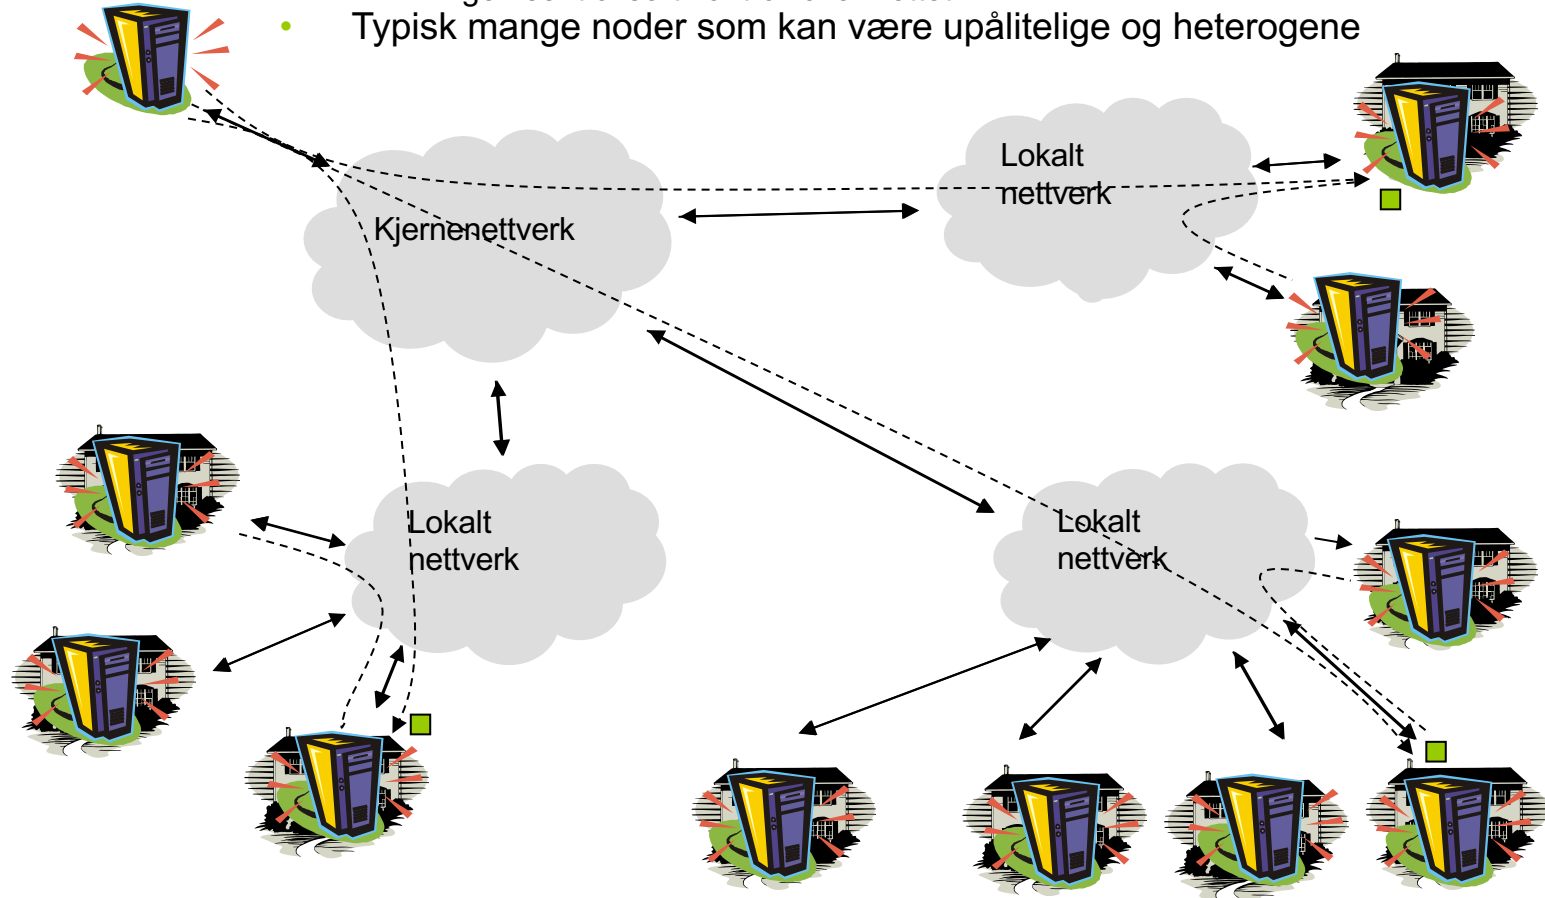 • Typisk mange noder som kan være upålitelige og heterogene
Lokalt
nettverk
Kjernenettverk
Lokalt
nettverk
Lokalt
nettverk